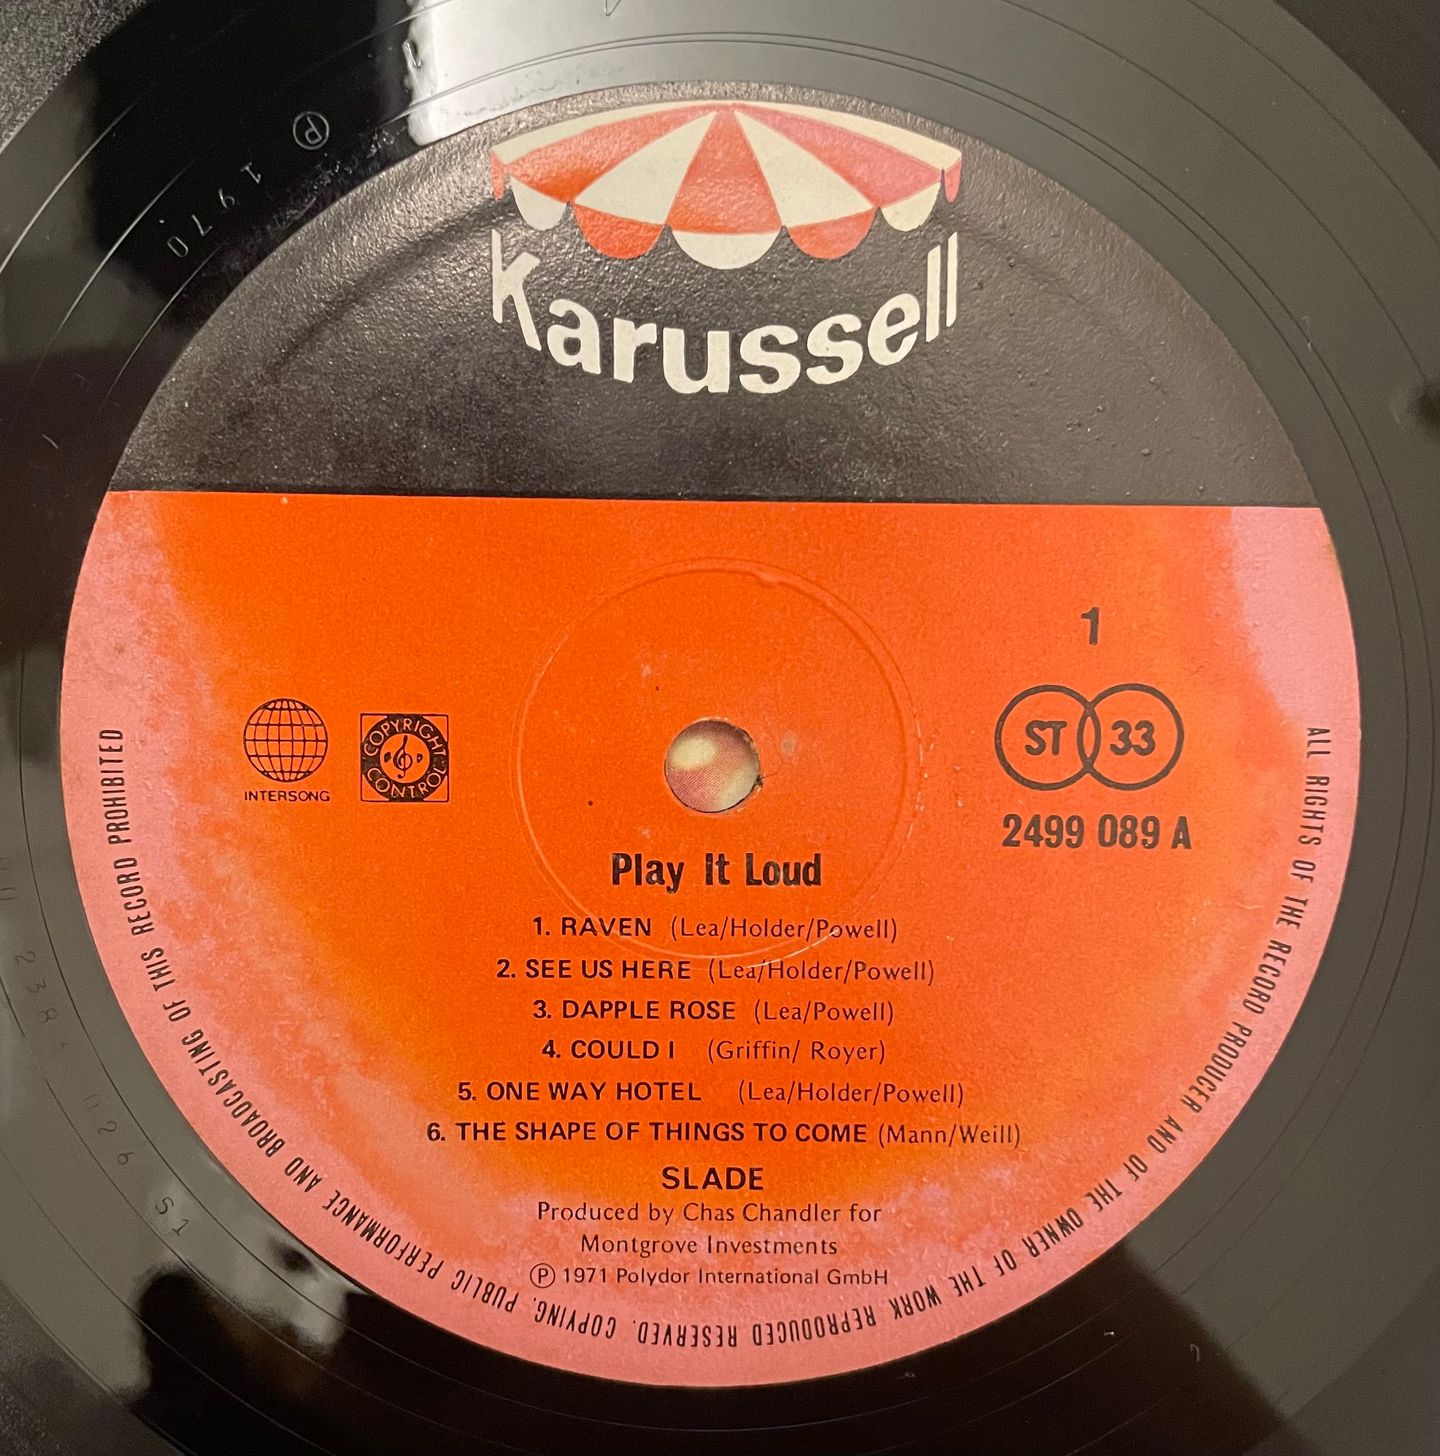 Ⓟ 1970
Karussell
1
ST 33
2499 089 A
INTERSONG
COPYRIGHT CONTROL
Play It Loud
1. RAVEN (Lea/Holder/Powell)
2. SEE US HERE (Lea/Holder/Powell)
3. DAPPLE ROSE (Lea/Powell)
4. COULD I (Griffin/ Royer)
5. ONE WAY HOTEL (Lea/Holder/Powell)
6. THE SHAPE OF THINGS TO COME (Mann/Weill)
SLADE
Produced by Chas Chandler for
Montgrove Investments
Ⓟ 1971 Polydor International GmbH
ALL RIGHTS OF THE RECORD PRODUCER AND OF THE OWNER OF THE WORK REPRODUCED RESERVED. COPYING, PUBLIC PERFORMANCE AND BROADCASTING OF THIS RECORD PROHIBITED